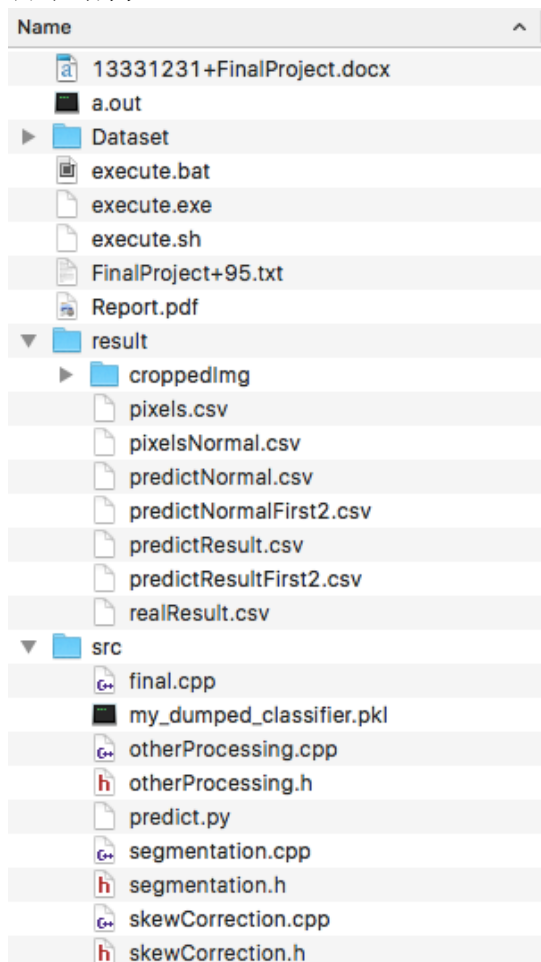 Name
13331231+FinalProject.docx
a.out
Dataset
execute.bat
execute.exe
execute.sh
FinalProject+95.txt
Report.pdf
result
croppedImg
pixels.csv
pixelsNormal.csv
predictNormal.csv
predictNormalFirst2.csv
predictResult.csv
predictResultFirst2.csv
realResult.csv
src
final.cpp
my_dumped_classifier.pkl
otherProcessing.cpp
otherProcessing.h
predict.py
segmentation.cpp
segmentation.h
skewCorrection.cpp
skewCorrection.h